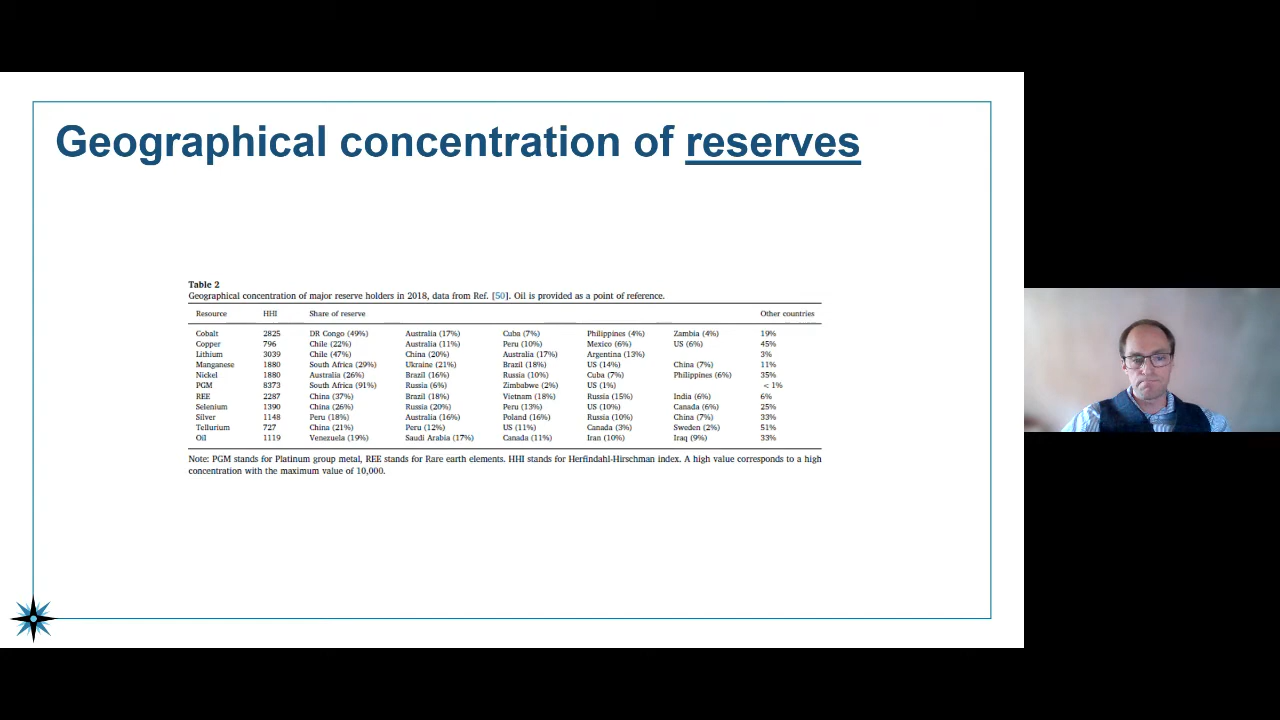 Geographical concentration of reserves
Table 2
Geographical concentration of major reserve holders in 2018, data from Ref. [50]. Oil is provided as a point of reference.
Resource HHI Share of reserve Other countries
Cobalt 2825 DR Congo (49%) Australia (17%) Cuba (7%) Philippines (4%) Zambia (4%) 19%
Copper 796 Chile (22%) Australia (11%) Peru (10%) Mexico (6%) US (6%) 45%
Lithium 3039 Chile (47%) China (20%) Australia (17%) Argentina (13%) 3%
Manganese 1880 South Africa (29%) Ukraine (21%) Brazil (18%) US (14%) China (7%) 11%
Nickel 1880 Australia (26%) Brazil (16%) Russia (10%) Cuba (7%) Philippines (6%) 35%
PGM 8373 South Africa (91%) Russia (6%) Zimbabwe (2%) US (1%) < 1%
REE 2287 China (37%) Brazil (18%) Vietnam (18%) Russia (15%) India (6%) 6%
Selenium 1390 China (26%) Russia (20%) Peru (13%) US (10%) Canada (6%) 25%
Silver 1148 Peru (18%) Australia (16%) Poland (16%) Russia (10%) China (7%) 33%
Tellurium 727 China (21%) Peru (12%) US (11%) Canada (3%) Sweden (2%) 51%
Oil 1119 Venezuela (19%) Saudi Arabia (17%) Canada (11%) Iran (10%) Iraq (9%) 33%
Note: PGM stands for Platinum group metal, REE stands for Rare earth elements. HHI stands for Herfindahl-Hirschman index. A high value corresponds to a high
concentration with the maximum value of 10,000.